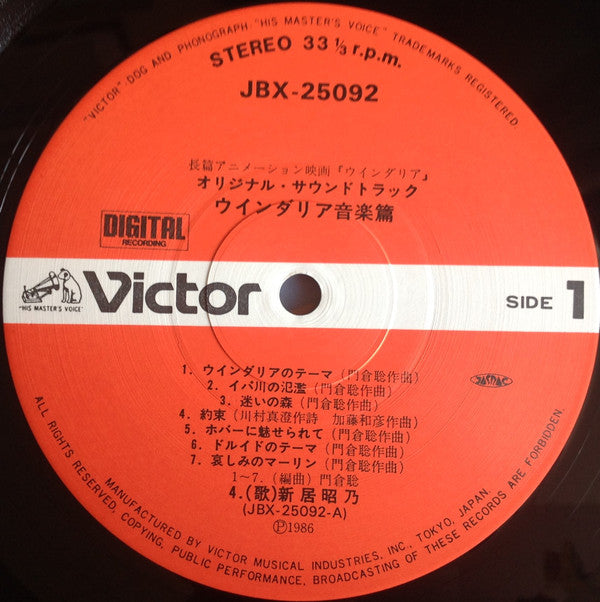 "VICTOR" DOG AND PHONOGRAPH "HIS MASTER'S VOICE" TRADEMARKS REGISTERED.
STEREO 33 1/3 r.p.m.
JBX-25092
長篇アニメーション映画『ウインダリア』
オリジナル・サウンドトラック
ウインダリア音楽篇
DIGITAL
RECORDING
"HIS MASTER'S VOICE"
Victor
SIDE 1
1. ウインダリアのテーマ (門倉聡作曲)
2. イパ川の氾濫 (門倉聡作曲)
3. 迷いの森 (門倉聡作曲)
4. 約束 (川村真澄作詩 加藤和彦作曲)
5. ホバーに魅せられて (門倉聡作曲)
6. ドルイドのテーマ (門倉聡作曲)
7. 哀しみのマーリン (門倉聡作曲)
1~7. (編曲) 門倉聡
4. (歌) 新居昭乃
(JBX-25092-A)
Ⓟ1986
JASRAC
ALL RIGHTS RESERVED, COPYING, PUBLIC PERFORMANCE, BROADCASTING OF THESE RECORDS ARE FORBIDDEN.
MANUFACTURED BY VICTOR MUSICAL INDUSTRIES, INC., TOKYO, JAPAN.